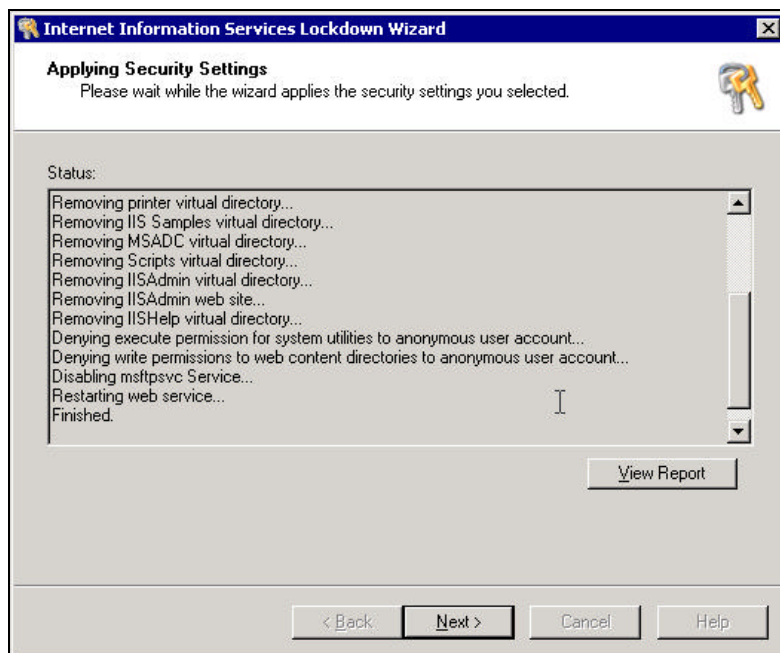 Internet Information Services Lockdown Wizard
Applying Security Settings
Please wait while the wizard applies the security settings you selected.
Status:
Removing printer virtual directory...
Removing IIS Samples virtual directory...
Removing MSADC virtual directory...
Removing Scripts virtual directory...
Removing IISAdmin virtual directory...
Removing IISAdmin web site...
Removing IISHelp virtual directory...
Denying execute permission for system utilities to anonymous user account...
Denying write permissions to web content directories to anonymous user account...
Disabling msftpsvc Service...
Restarting web service...
Finished.
View Report
< Back Next > Cancel Help